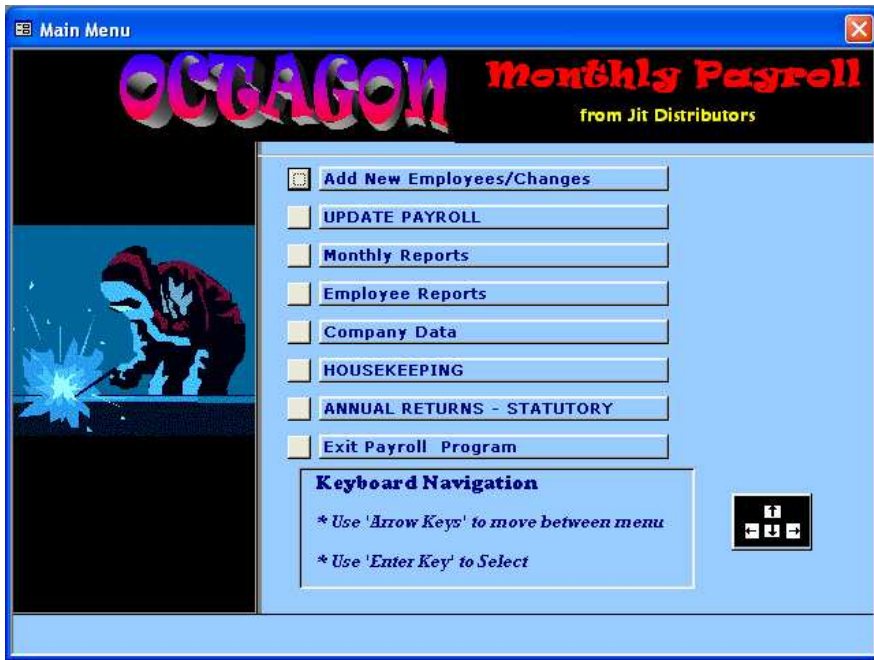 Main Menu
OCTAGON
Monthly Payroll
from Jit Distributors
Add New Employees/Changes
UPDATE PAYROLL
Monthly Reports
Employee Reports
Company Data
HOUSEKEEPING
ANNUAL RETURNS - STATUTORY
Exit Payroll Program
Keyboard Navigation
* Use 'Arrow Keys' to move between menu
* Use 'Enter Key' to Select